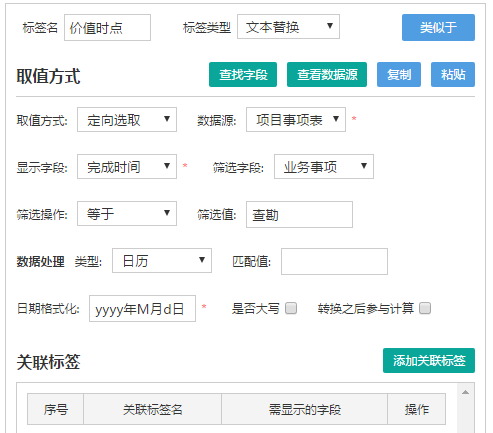 标签名 价值时点 标签类型 文本替换 类似于
取值方式 查找字段 查看数据源 复制 粘贴
取值方式: 定向选取 数据源: 项目事项表 *
显示字段: 完成时间 * 筛选字段: 业务事项
筛选操作: 等于 筛选值: 查勘
数据处理 类型: 日历 匹配值:
日期格式化: yyyy年M月d日 * 是否大写 转换之后参与计算
关联标签 添加关联标签
序号 关联标签名 需显示的字段 操作